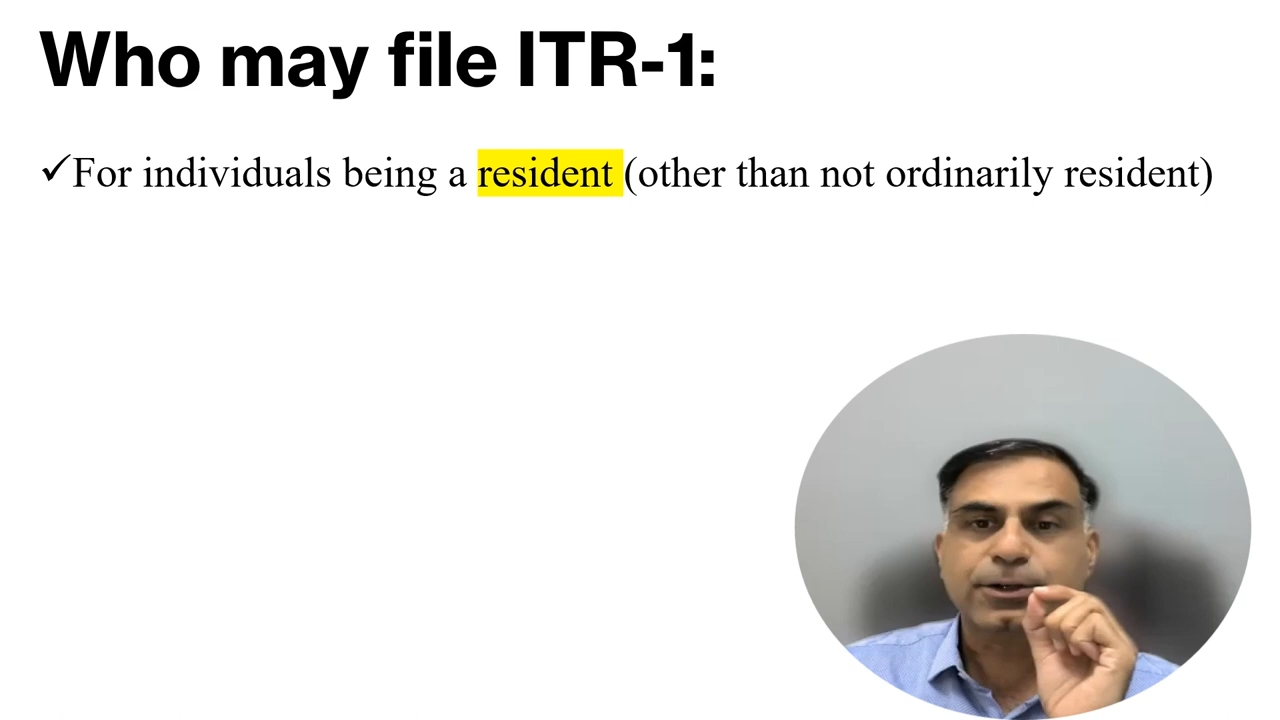 Who may file ITR-1:
✓For individuals being a resident (other than not ordinarily resident)